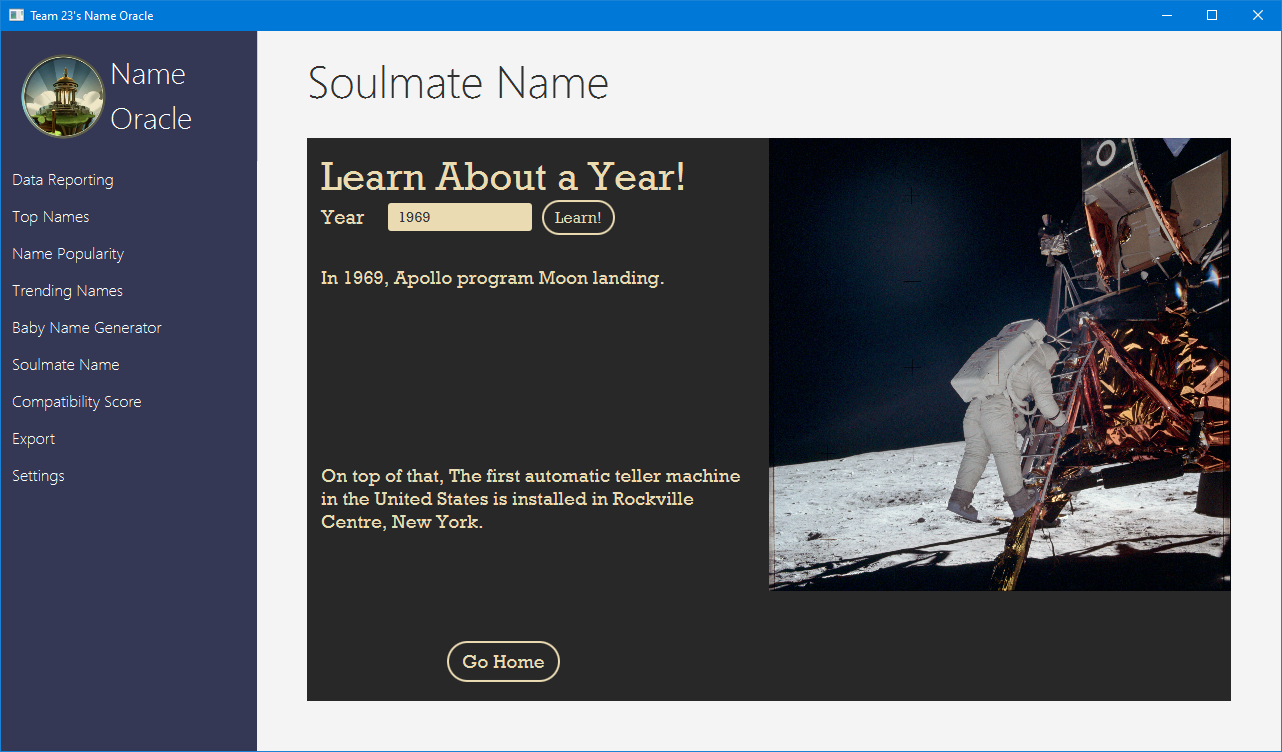 Team 23's Name Oracle
Name
Oracle
Data Reporting
Top Names
Name Popularity
Trending Names
Baby Name Generator
Soulmate Name
Compatibility Score
Export
Settings
Soulmate Name
Learn About a Year!
Year 1969 Learn!
In 1969, Apollo program Moon landing.
On top of that, The first automatic teller machine
in the United States is installed in Rockville
Centre, New York.
Go Home